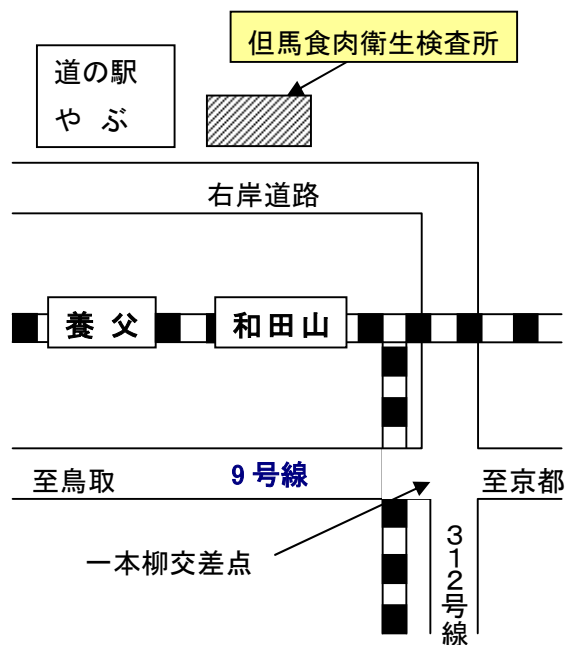 但馬食肉衛生検査所
道の駅
や ぶ
右岸道路
養 父
和田山
至鳥取
9号線
至京都
一本柳交差点
312号線